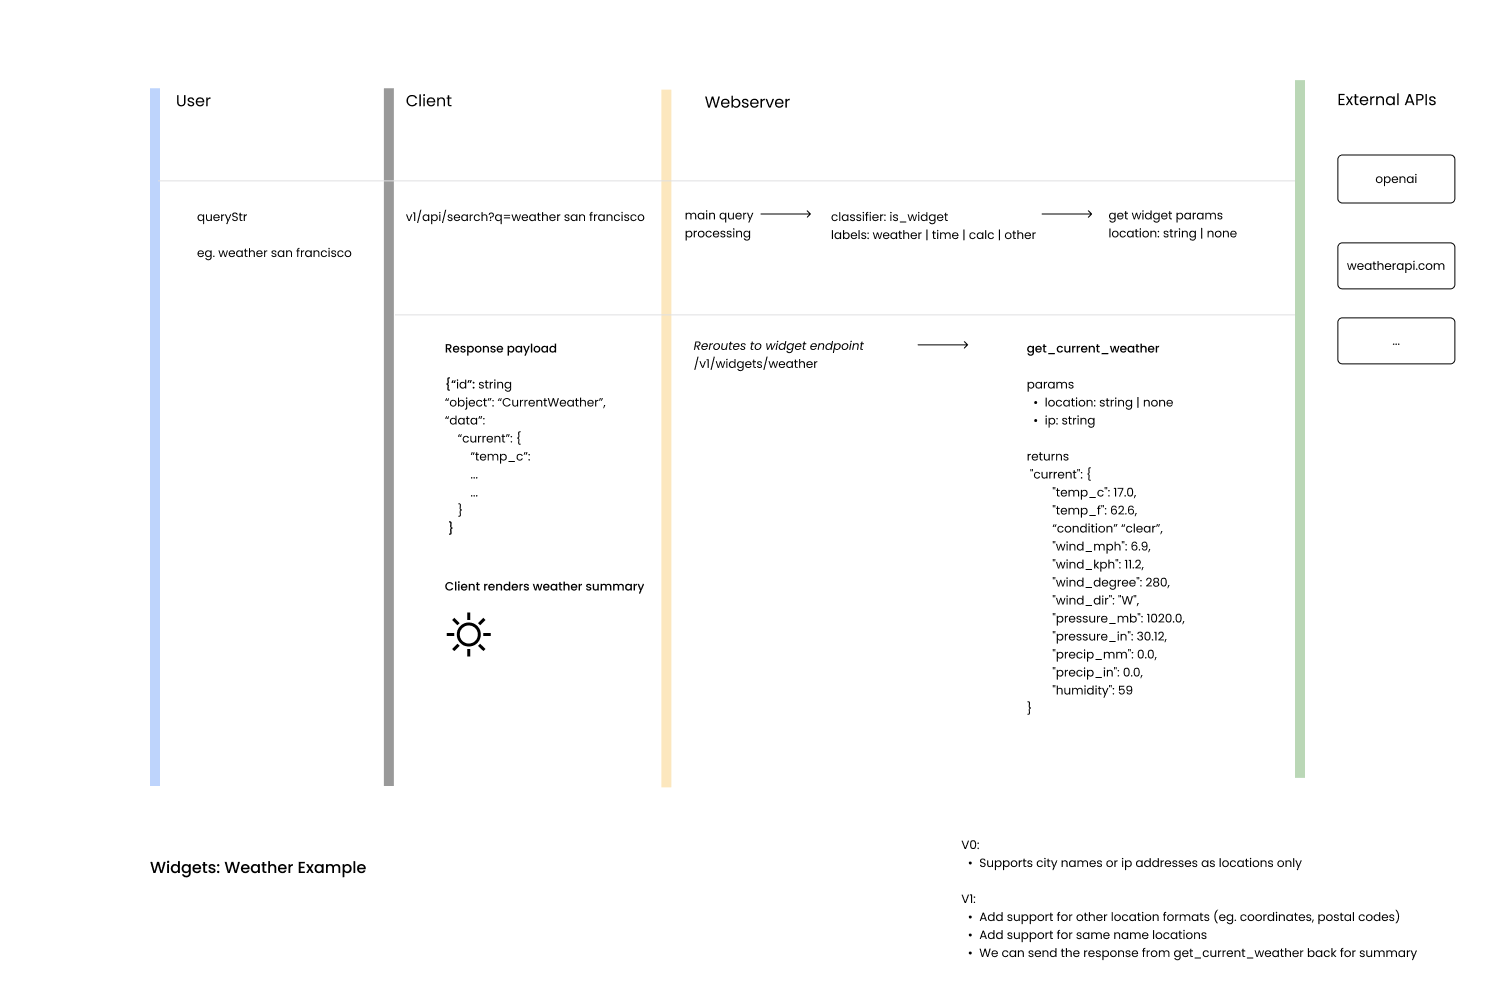 User
Client
Webserver
External APIs
queryStr
eg. weather san francisco
v1/api/search?q=weather san francisco
main query
processing
classifier: is_widget
labels: weather | time | calc | other
get widget params
location: string | none
openai
weatherapi.com
...
Response payload
{“id”: string
“object”: “CurrentWeather”,
“data”:
“current”: {
“temp_c”:
...
...
}
}
Client renders weather summary
Reroutes to widget endpoint
/v1/widgets/weather
get_current_weather
params
• location: string | none
• ip: string
returns
"current": {
"temp_c": 17.0,
"temp_f": 62.6,
“condition” “clear”,
"wind_mph": 6.9,
"wind_kph": 11.2,
"wind_degree": 280,
"wind_dir": "W",
"pressure_mb": 1020.0,
"pressure_in": 30.12,
"precip_mm": 0.0,
"precip_in": 0.0,
"humidity": 59
}
Widgets: Weather Example
V0:
• Supports city names or ip addresses as locations only
V1:
• Add support for other location formats (eg. coordinates, postal codes)
• Add support for same name locations
• We can send the response from get_current_weather back for summary